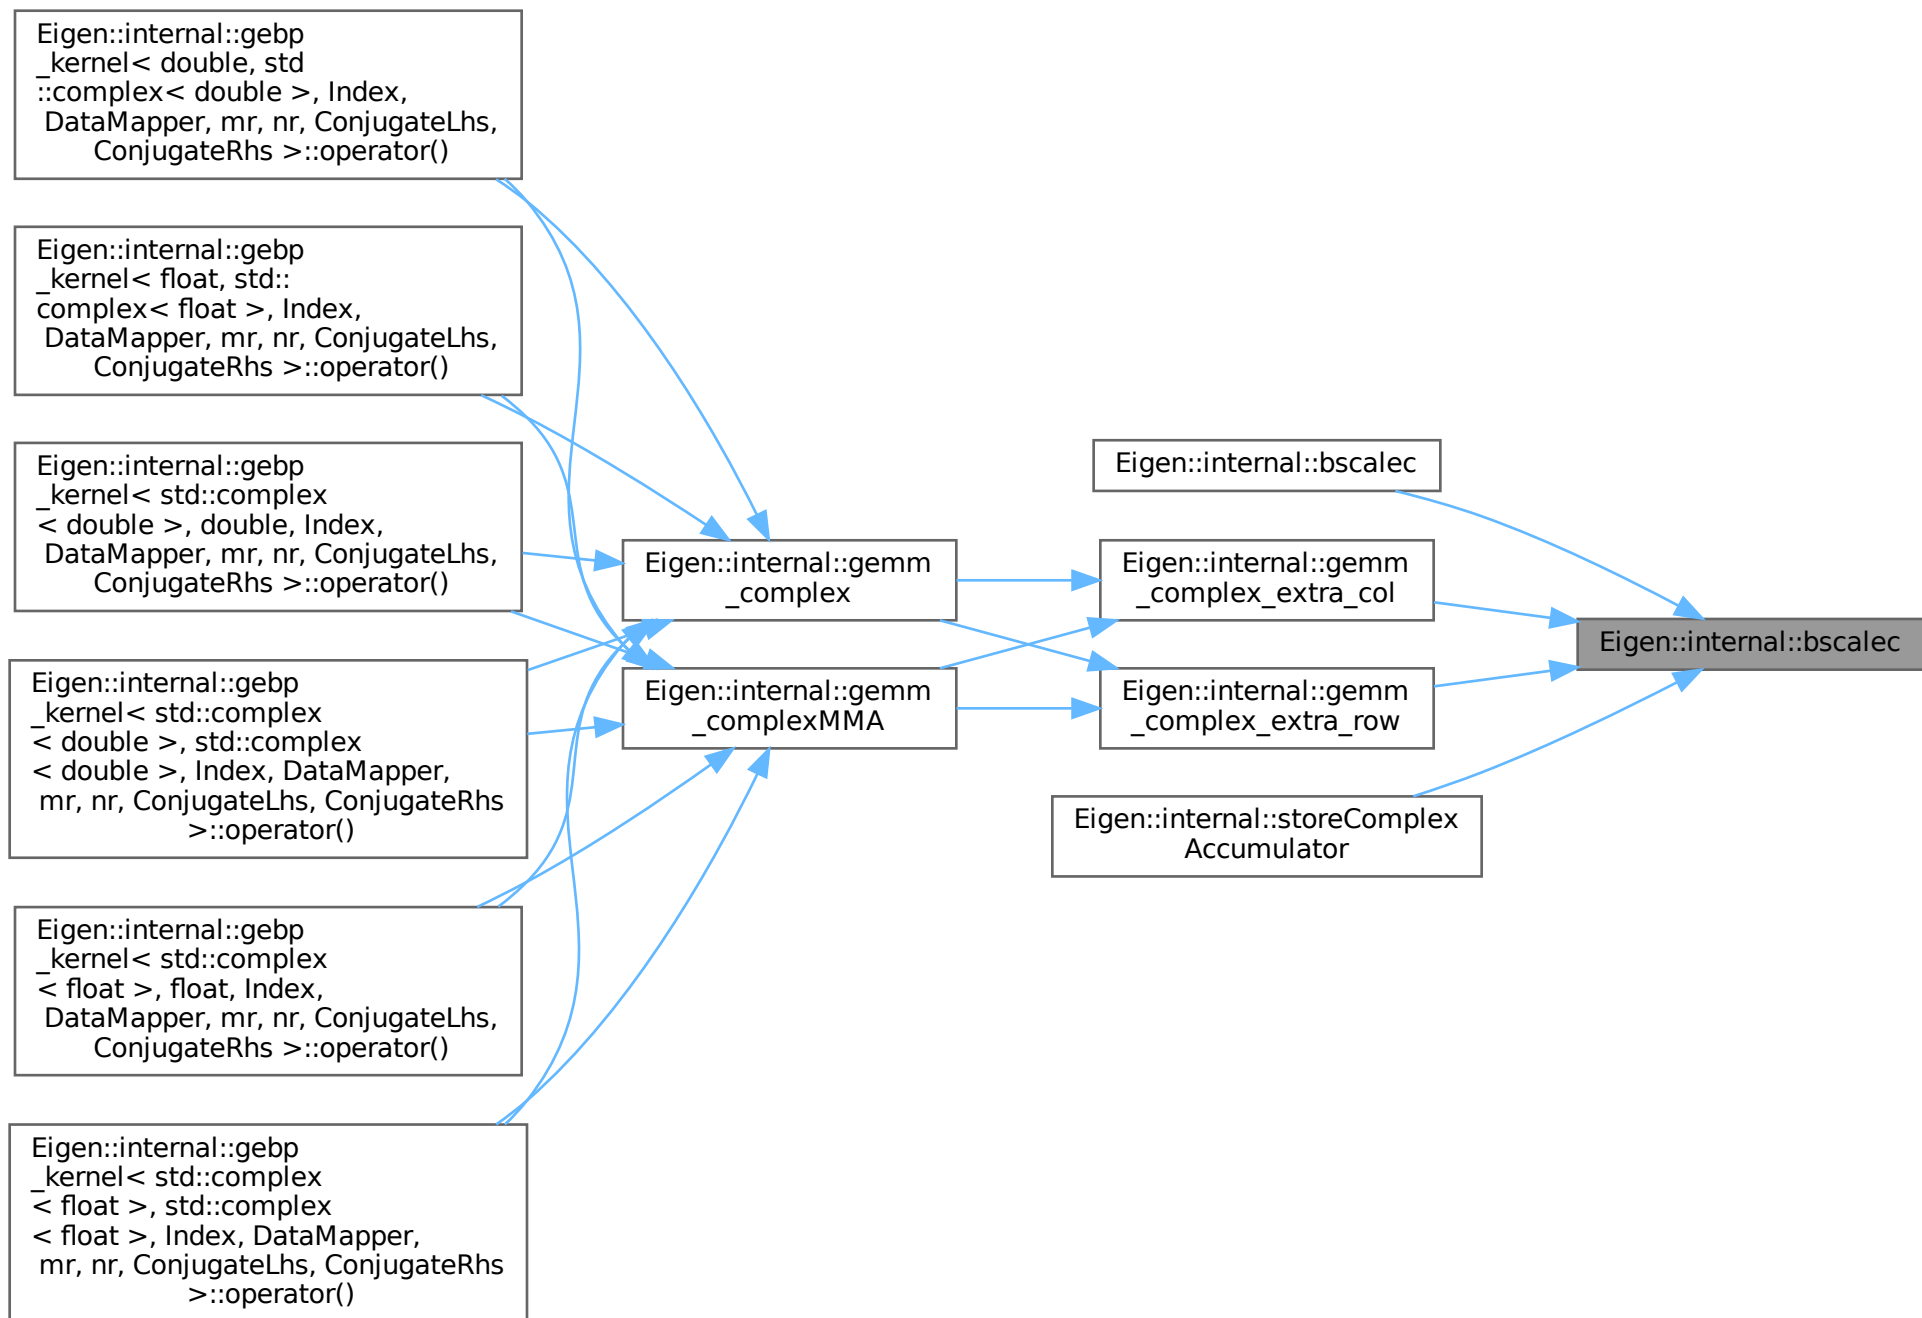 Eigen::internal::gebp
_kernel< double, std
::complex< double >, Index,
DataMapper, mr, nr, ConjugateLhs,
ConjugateRhs >::operator()
Eigen::internal::gebp
_kernel< float, std::
complex< float >, Index,
DataMapper, mr, nr, ConjugateLhs,
ConjugateRhs >::operator()
Eigen::internal::gebp
_kernel< std::complex
< double >, double, Index,
DataMapper, mr, nr, ConjugateLhs,
ConjugateRhs >::operator()
Eigen::internal::gebp
_kernel< std::complex
< double >, std::complex
< double >, Index, DataMapper,
mr, nr, ConjugateLhs, ConjugateRhs
>::operator()
Eigen::internal::gebp
_kernel< std::complex
< float >, float, Index,
DataMapper, mr, nr, ConjugateLhs,
ConjugateRhs >::operator()
Eigen::internal::gebp
_kernel< std::complex
< float >, std::complex
< float >, Index, DataMapper,
mr, nr, ConjugateLhs, ConjugateRhs
>::operator()
Eigen::internal::gemm
_complex
Eigen::internal::gemm
_complexMMA
Eigen::internal::bscalec
Eigen::internal::gemm
_complex_extra_col
Eigen::internal::gemm
_complex_extra_row
Eigen::internal::storeComplex
Accumulator
Eigen::internal::bscalec